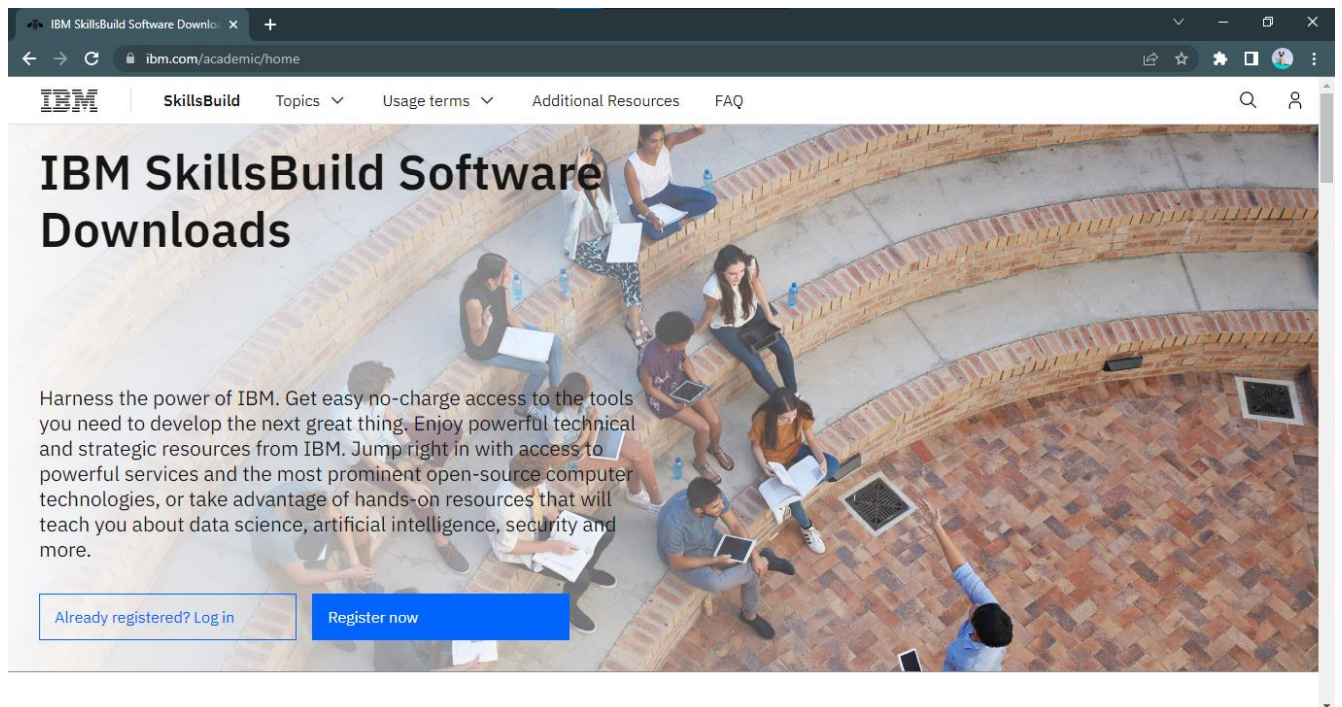 IBM SkillsBuild Software Downlo
ibm.com/academic/home
IBM SkillsBuild Topics Usage terms Additional Resources FAQ
IBM SkillsBuild Software
Downloads
Harness the power of IBM. Get easy no-charge access to the tools
you need to develop the next great thing. Enjoy powerful technical
and strategic resources from IBM. Jump right in with access to
powerful services and the most prominent open-source computer
technologies, or take advantage of hands-on resources that will
teach you about data science, artificial intelligence, security and
more.
Already registered? Log in Register now